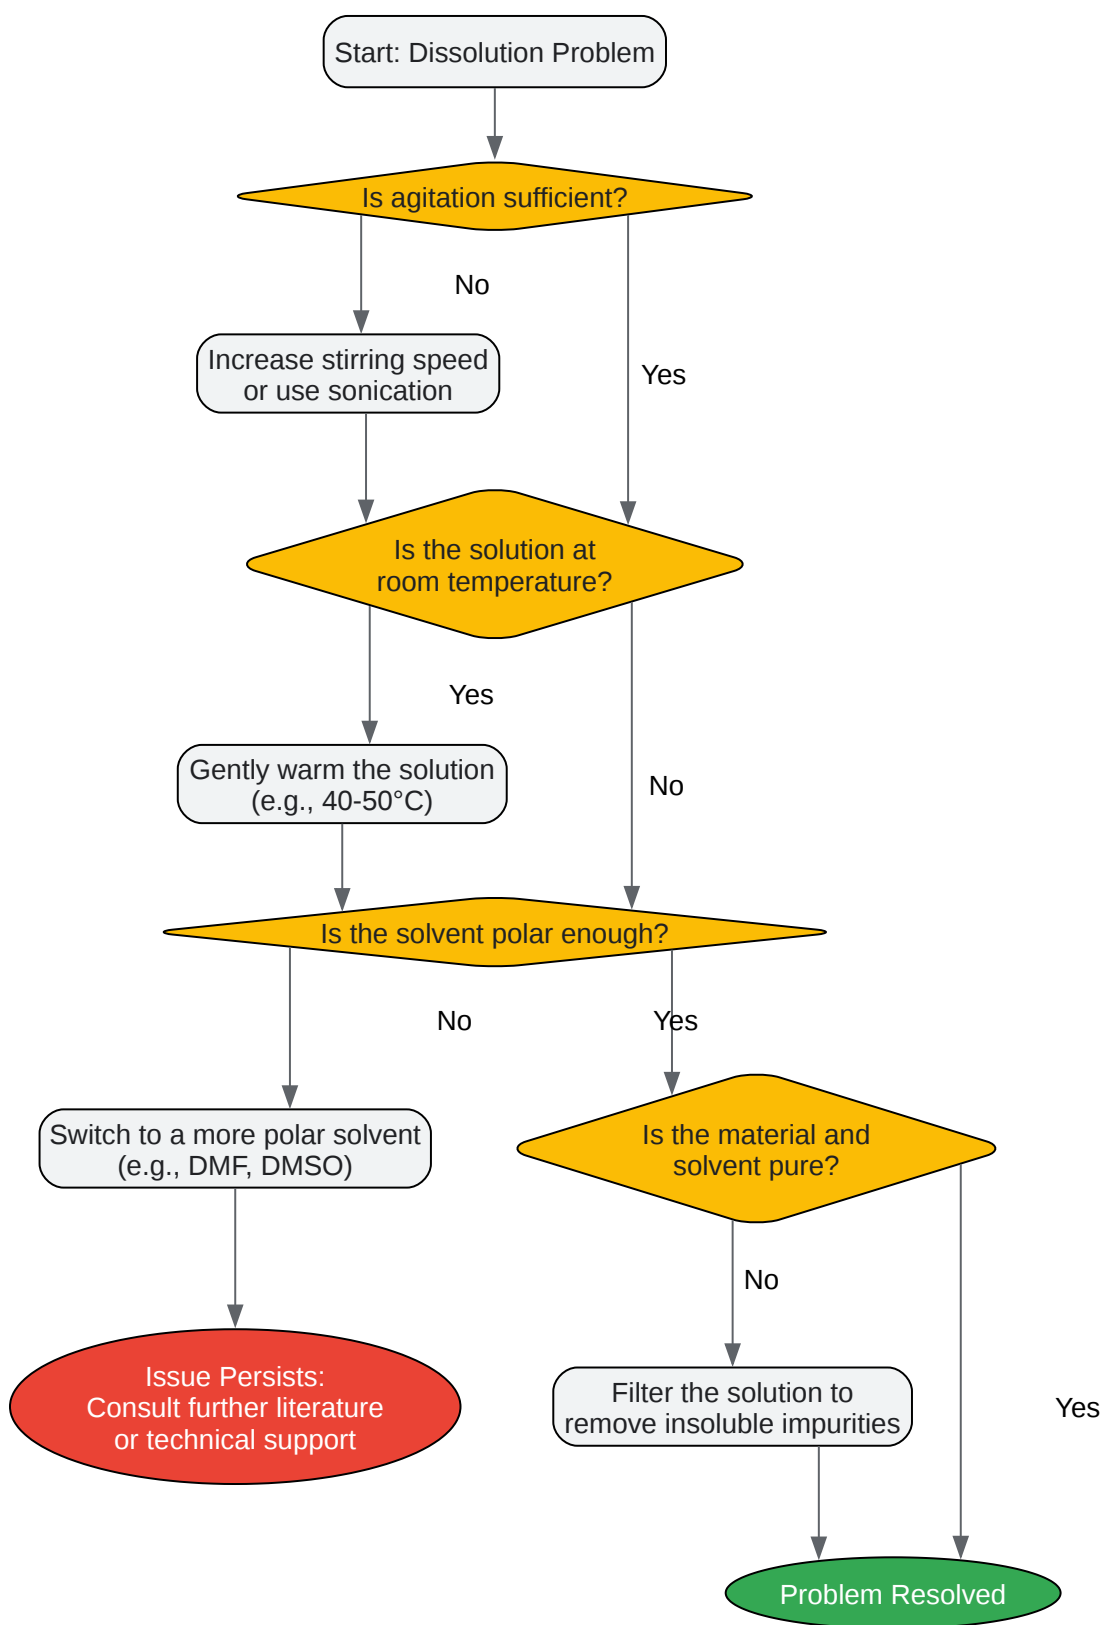 Start: Dissolution Problem
Is agitation sufficient?
No
Increase stirring speed
or use sonication
Yes
Is the solution at
room temperature?
Yes
Gently warm the solution
(e.g., 40-50°C)
No
Is the solvent polar enough?
No
Yes
Switch to a more polar solvent
(e.g., DMF, DMSO)
Is the material and
solvent pure?
No
Issue Persists:
Consult further literature
or technical support
Filter the solution to
remove insoluble impurities
Yes
Problem Resolved